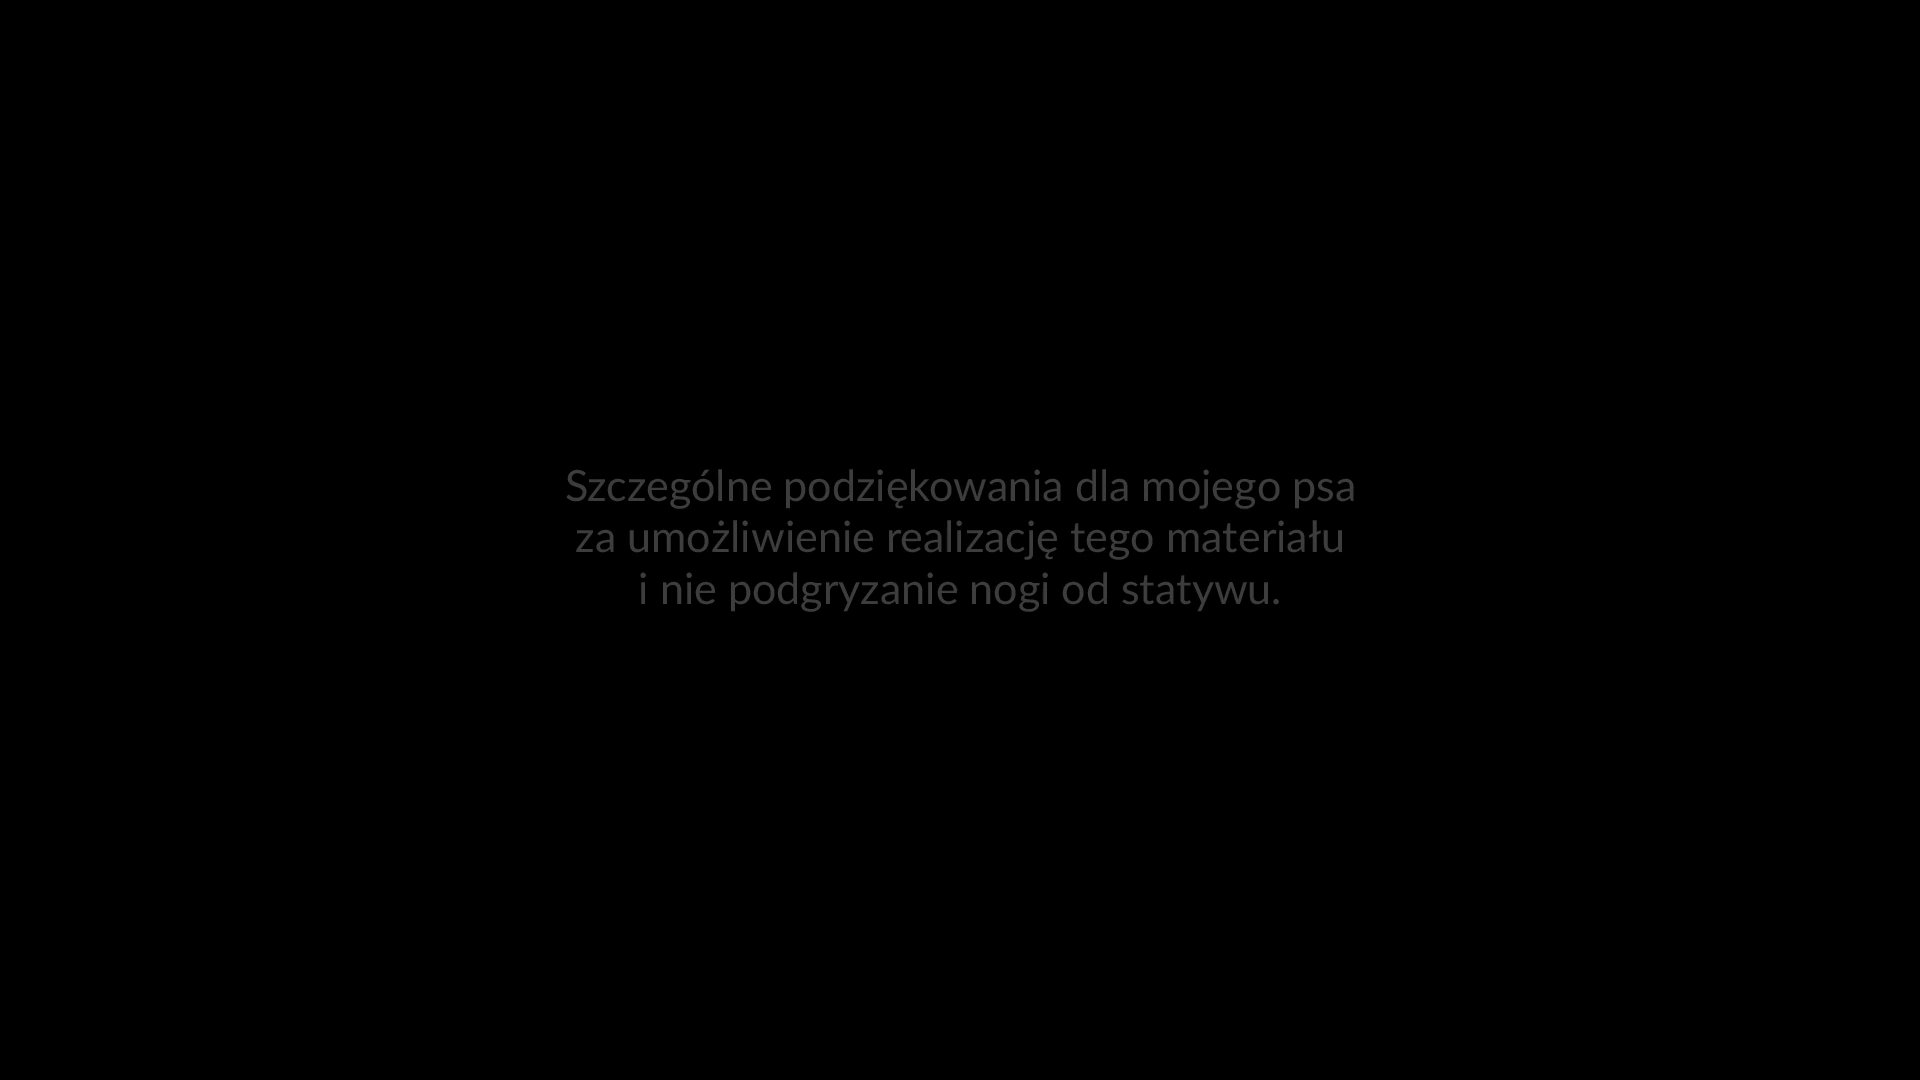 Szczególne podziękowania dla mojego psa
za umożliwienie realizację tego materiału
i nie podgryzanie nogi od statywu.